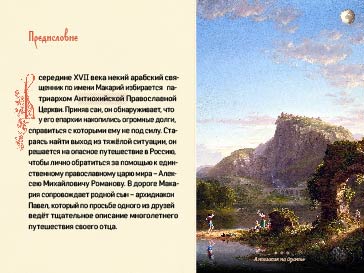 Предисловие
В середине XVII века некий арабский свя-
щенник по имени Макарий избирается па-
триархом Антиохийской Православной
Церкви. Приняв сан, он обнаруживает, что
у его епархии накопились огромные долги,
справиться с которыми ему не под силу. Ста-
раясь найти выход из тяжёлой ситуации, он
решается на опасное путешествие в Россию,
чтобы лично обратиться за помощью к един-
ственному православному царю мира – Алек-
сею Михайловичу Романову. В дороге Мака-
рия сопровождает родной сын – архидиакон
Павел, который по просьбе одного из друзей
ведёт тщательное описание многолетнего
путешествия своего отца.